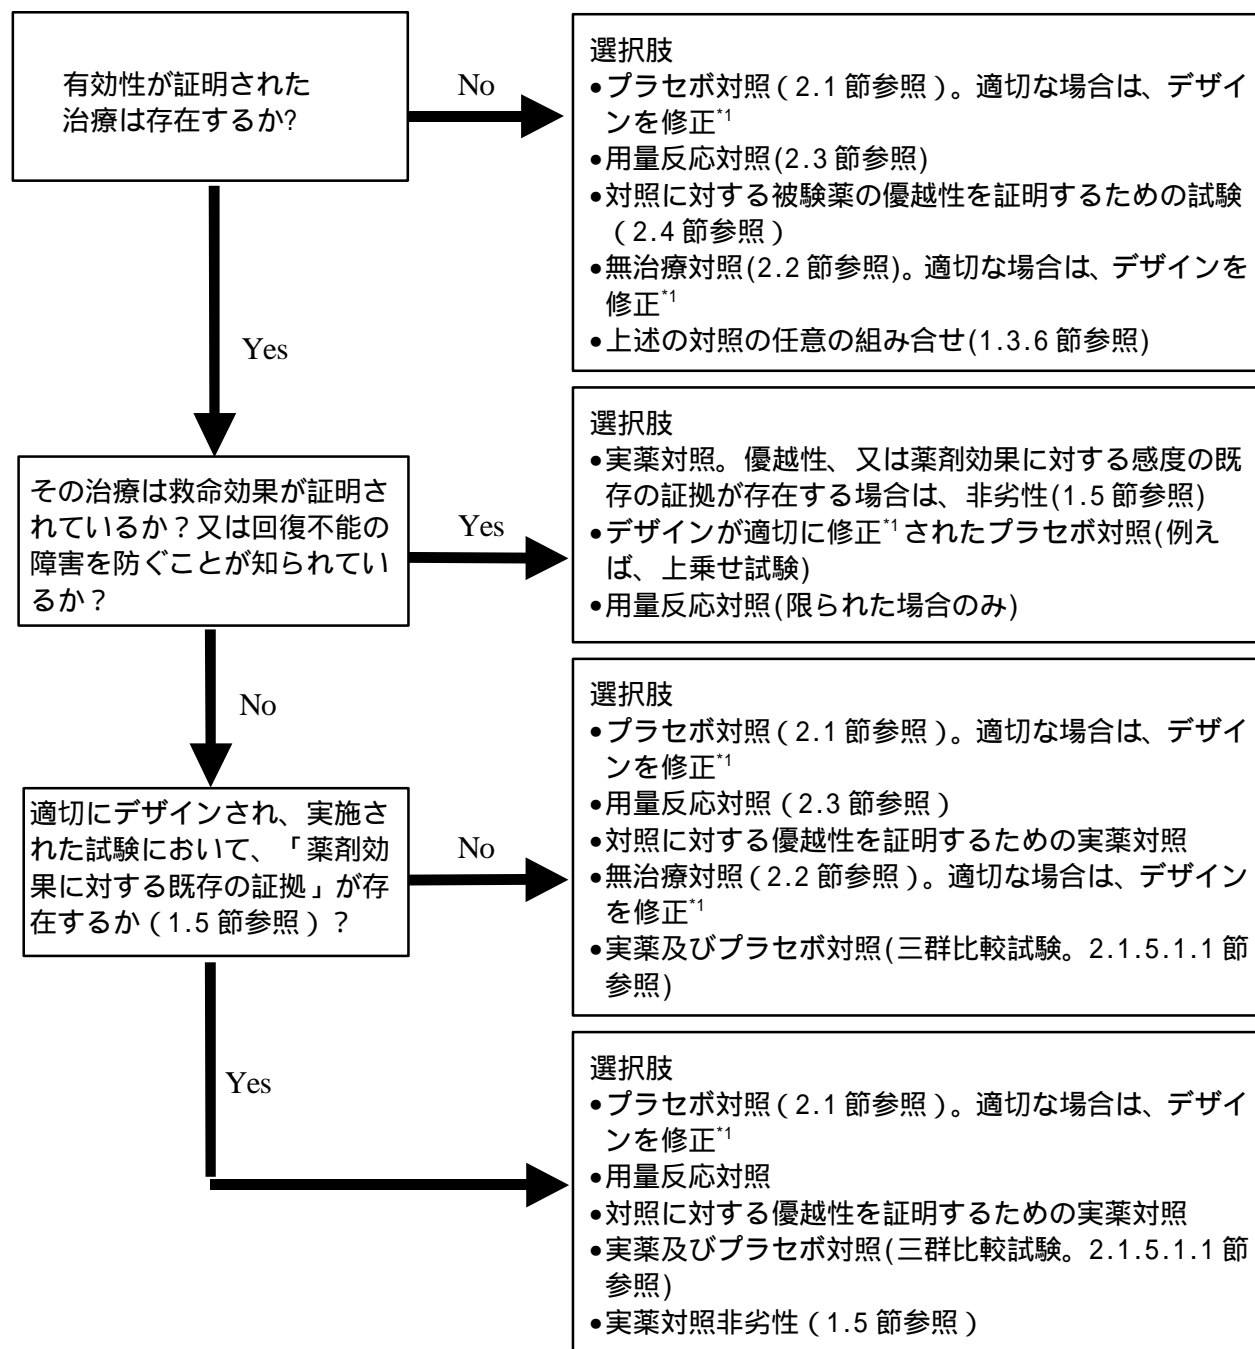 有効性が証明された
治療は存在するか?
No
選択肢
•プラセボ対照(2.1節参照)。適切な場合は、デザイ
ンを修正*1
•用量反応対照(2.3節参照)
•対照に対する被験薬の優越性を証明するための試験
(2.4節参照)
•無治療対照(2.2節参照)。適切な場合は、デザインを
修正*1
•上述の対照の任意の組み合せ(1.3.6節参照)
Yes
その治療は救命効果が証明さ
れているか?又は回復不能の
障害を防ぐことが知られてい
るか?
Yes
選択肢
•実薬対照。優越性、又は薬剤効果に対する感度の既
存の証拠が存在する場合は、非劣性(1.5節参照)
•デザインが適切に修正*1されたプラセボ対照(例え
ば、上乗せ試験)
•用量反応対照(限られた場合のみ)
No
適切にデザインされ、実施さ
れた試験において、「薬剤効
果に対する既存の証拠」が存
在するか(1.5節参照)?
No
選択肢
•プラセボ対照(2.1節参照)。適切な場合は、デザイ
ンを修正*1
•用量反応対照(2.3節参照)
•対照に対する優越性を証明するための実薬対照
•無治療対照(2.2節参照)。適切な場合は、デザイン
を修正*1
•実薬及びプラセボ対照(三群比較試験。2.1.5.1.1節
参照)
Yes
選択肢
•プラセボ対照(2.1節参照)。適切な場合は、デザイ
ンを修正*1
•用量反応対照
•対照に対する優越性を証明するための実薬対照
•実薬及びプラセボ対照(三群比較試験。2.1.5.1.1節
参照)
•実薬対照非劣性(1.5節参照)